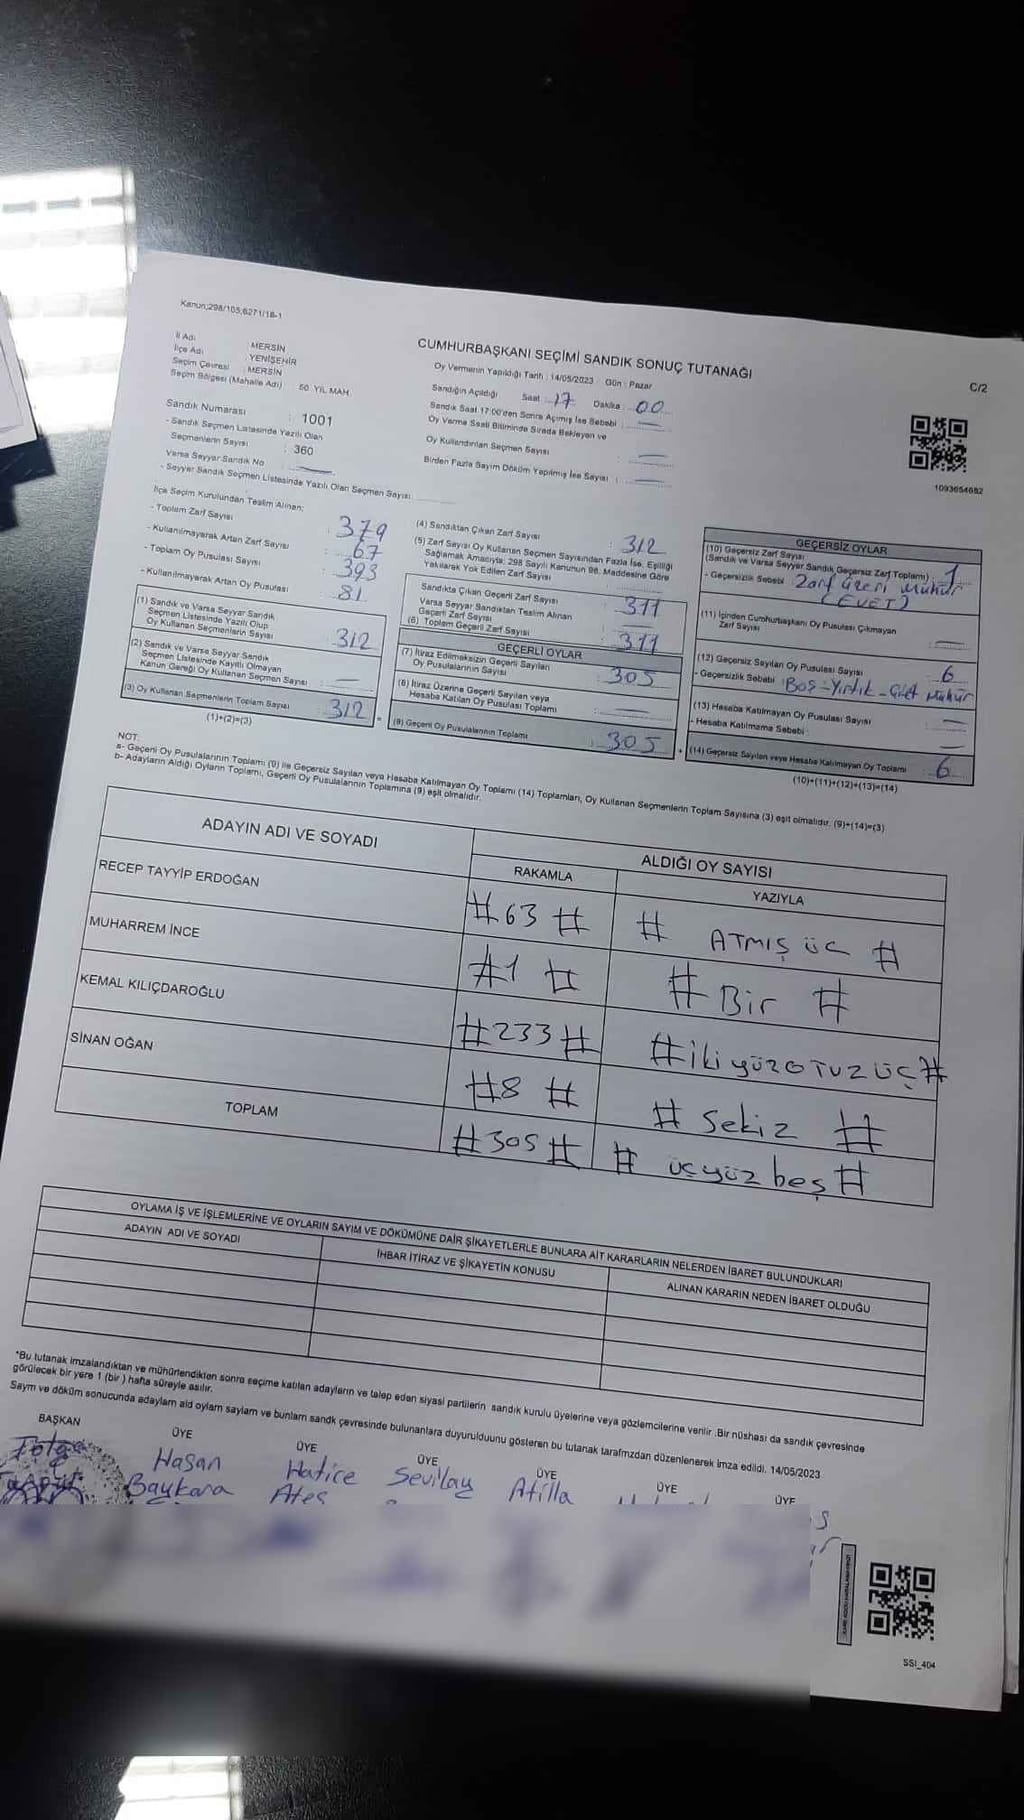 Kanun;298/105,6271/18-1
CUMHURBAŞKANI SEÇİMİ SANDIK SONUÇ TUTANAĞI
C/2
İl Adı : MERSİN
İlçe Adı : YENİŞEHİR
Seçim Çevresi : MERSİN
Seçim Bölgesi (Mahalle Adı) 50. YIL MAH.
Sandık Numarası : 1001
- Sandık Seçmen Listesinde Yazılı Olan
Seçmenlerin Sayısı : 360
Varsa Seyyar Sandık No :
- Seyyar Sandık Seçmen Listesinde Yazılı Olan Seçmen Sayısı
Oy Vermenin Yapıldığı Tarih : 14/05/2023 Gün : Pazar
Sandığın Açıldığı Saat : 17 Dakika : 00
Sandık Saat 17:00'den Sonra Açımış İse Sebebi :
Oy Verme Saati Bitiminde Sırada Bekleyen ve
Oy Kullandırılan Seçmen Sayısı :
Birden Fazla Sayım Döküm Yapılmış İse Sayısı :
1093654682
İlçe Seçim Kurulundan Teslim Alınan;
- Toplam Zarf Sayısı : 379
- Kullanılmayarak Artan Zarf Sayısı : 67
- Toplam Oy Pusulası Sayısı : 393
- Kullanılmayarak Artan Oy Pusulası : 81
(1) Sandık ve Varsa Seyyar Sandık
Seçmen Listesinde Yazılı Olup
Oy Kullanan Seçmenlerin Sayısı : 312
(2) Sandık ve Varsa Seyyar Sandık
Seçmen Listesinde Kayıtlı Olmayan
Kanun Gereği Oy Kullanan Seçmen Sayısı : —
(3) Oy Kullanan Seçmenlerin Toplam Sayısı : 312
(1)+(2)=(3)
(4) Sandıktan Çıkan Zarf Sayısı : 312
(5) Zarf Sayısı Oy Kullanan Seçmen Sayısından Fazla İse, Eşitliği
Sağlamak Amacıyla; 298 Sayılı Kanunun 98. Maddesine Göre
Yakılarak Yok Edilen Zarf Sayısı
Sandıkta Çıkan Geçerli Zarf Sayısı : 311
Varsa Seyyar Sandıktan Teslim Alınan
Geçerli Zarf Sayısı
(6) Toplam Geçerli Zarf Sayısı : 311
GEÇERLİ OYLAR
(7) İtiraz Edilmeksizin Geçerli Sayılan
Oy Pusulalarının Sayısı : 305
(8) İtiraz Üzerine Geçerli Sayılan veya
Hesaba Katılan Oy Pusulası Toplamı : —
(9) Geçerli Oy Pusulalarının Toplamı : 305
GEÇERSİZ OYLAR
(10) Geçersiz Zarf Sayısı
(Sandık ve Varsa Seyyar Sandık Geçersiz Zarf Toplamı) : 1
- Geçersizlik Sebebi : Zarf üzeri Mühür
(EVET)
(11) İçinden Cumhurbaşkanı Oy Pusulası Çıkmayan
Zarf Sayısı
(12) Geçersiz Sayılan Oy Pusulası Sayısı : 6
- Geçersizlik Sebebi : Boş-Yırtık-Çift Mühür
(13) Hesaba Katılmayan Oy Pusulası Sayısı : —
- Hesaba Katılmama Sebebi : —
(14) Geçersiz Sayılan veya Hesaba Katılmayan Oy Toplamı : 6
(10)+(11)+(12)+(13)=(14)
NOT:
a- Geçerli Oy Pusulalarının Toplamı (9) ile Geçersiz Sayılan veya Hesaba Katılmayan Oy Toplamı (14) Toplamları, Oy Kullanan Seçmenlerin Toplam Sayısına (3) eşit olmalıdır. (9)+(14)=(3)
b- Adayların Aldığı Oyların Toplamı, Geçerli Oy Pusulalarının Toplamına (9) eşit olmalıdır.
ADAYIN ADI VE SOYADI
ALDIĞI OY SAYISI
RAKAMLA YAZIYLA
RECEP TAYYİP ERDOĞAN #63# # ATMIŞ ÜC #
MUHARREM İNCE #1# # Bir #
KEMAL KILIÇDAROĞLU #233# #ikiyüzOTUZÜÇ#
SİNAN OĞAN #8# # Sekiz #
TOPLAM #305# # üçyüz beş #
OYLAMA İŞ VE İŞLEMLERİNE VE OYLARIN SAYIM VE DÖKÜMÜNE DAİR ŞİKAYETLERLE BUNLARA AİT KARARLARIN NELERDEN İBARET BULUNDUKLARI
ADAYIN ADI VE SOYADI İHBAR İTİRAZ VE ŞİKAYETİN KONUSU ALINAN KARARIN NEDEN İBARET OLDUĞU
*Bu tutanak imzalandıktan ve mühürlendikten sonra seçime katılan adayların ve talep eden siyasi partilerin sandık kurulu üyelerine veya gözlemcilerine verilir .Bir nüshası da sandık çevresinde
görülecek bir yere 1 (bir ) hafta süreyle asılır.
Sayım ve döküm sonucunda adayların ald oyların sayları ve bunların sandk çevresinde bulunanlara duyurulduunu gösteren bu tutanak tarafmzdan düzenlenerek imza edildi. 14/05/2023
BAŞKAN ÜYE ÜYE ÜYE ÜYE ÜYE ÜYE
Tolga Hasan Hatice Sevilay Atilla
Baykara Ateş
SSI_404